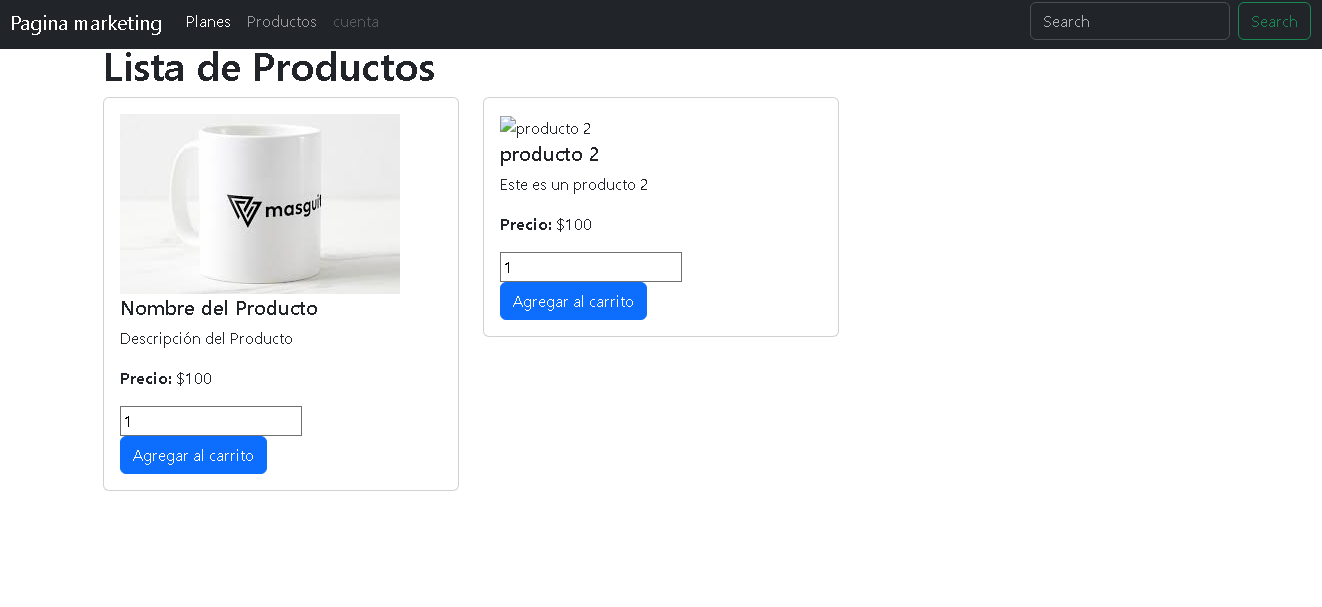 Pagina marketing Planes Productos cuenta Search Search
Lista de Productos
masguit
Nombre del Producto
Descripción del Producto
Precio: $100
1
Agregar al carrito
producto 2
producto 2
Este es un producto 2
Precio: $100
1
Agregar al carrito